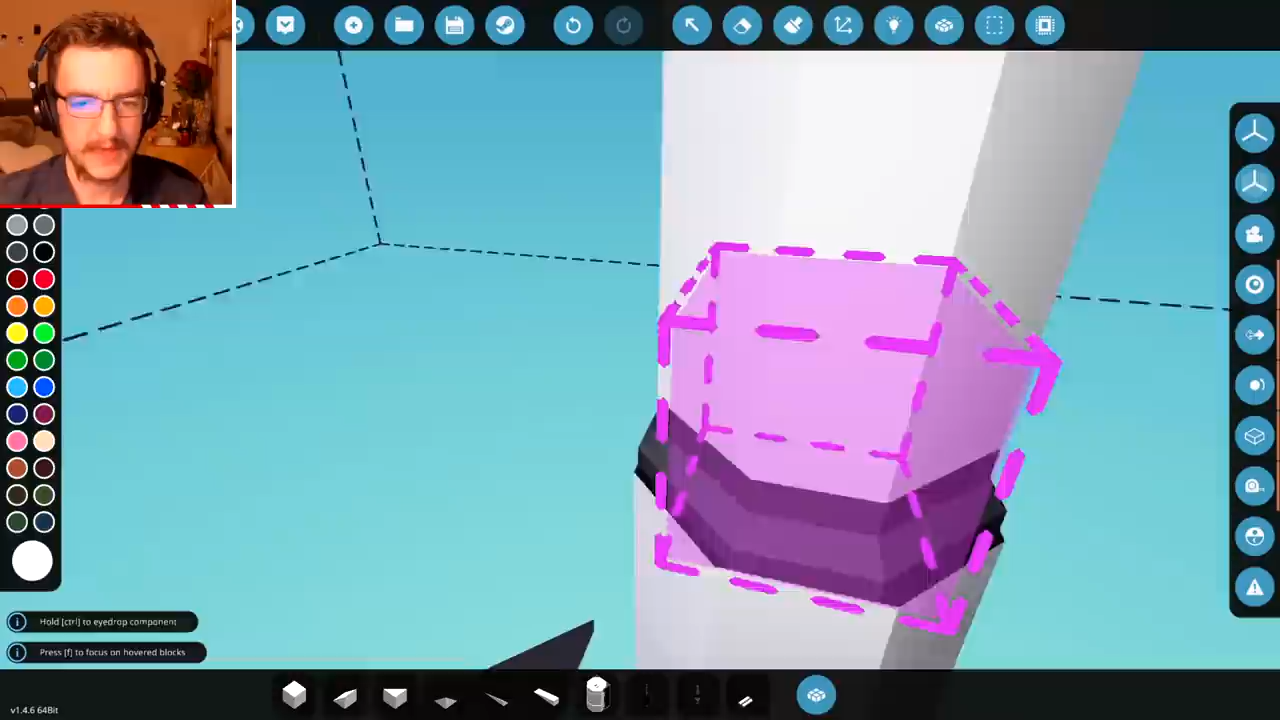 Hold [ctrl] to eyedrop component
Press [f] to focus on hovered blocks
v1.4.6 64Bit